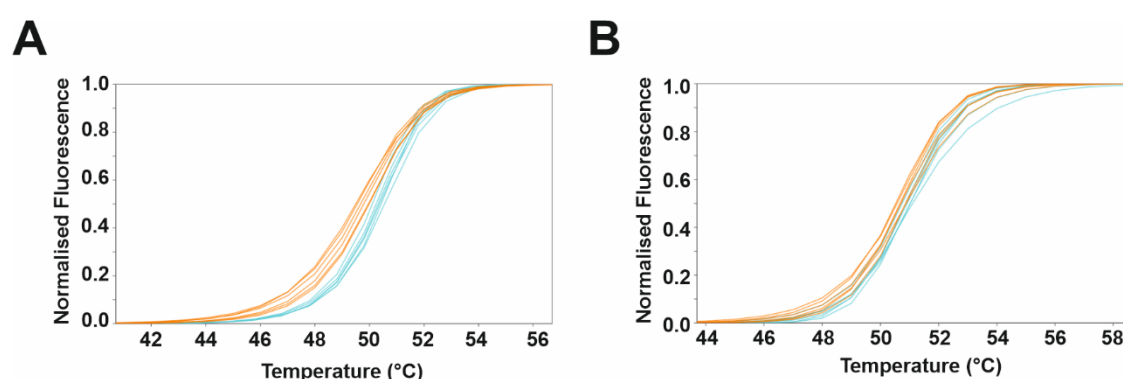 A
Normalised Fluorescence
1.0
0.8
0.6
0.4
0.2
0.0
42 44 46 48 50 52 54 56
Temperature (°C)
B
Normalised Fluorescence
1.0
0.8
0.6
0.4
0.2
0.0
44 46 48 50 52 54 56 58
Temperature (°C)